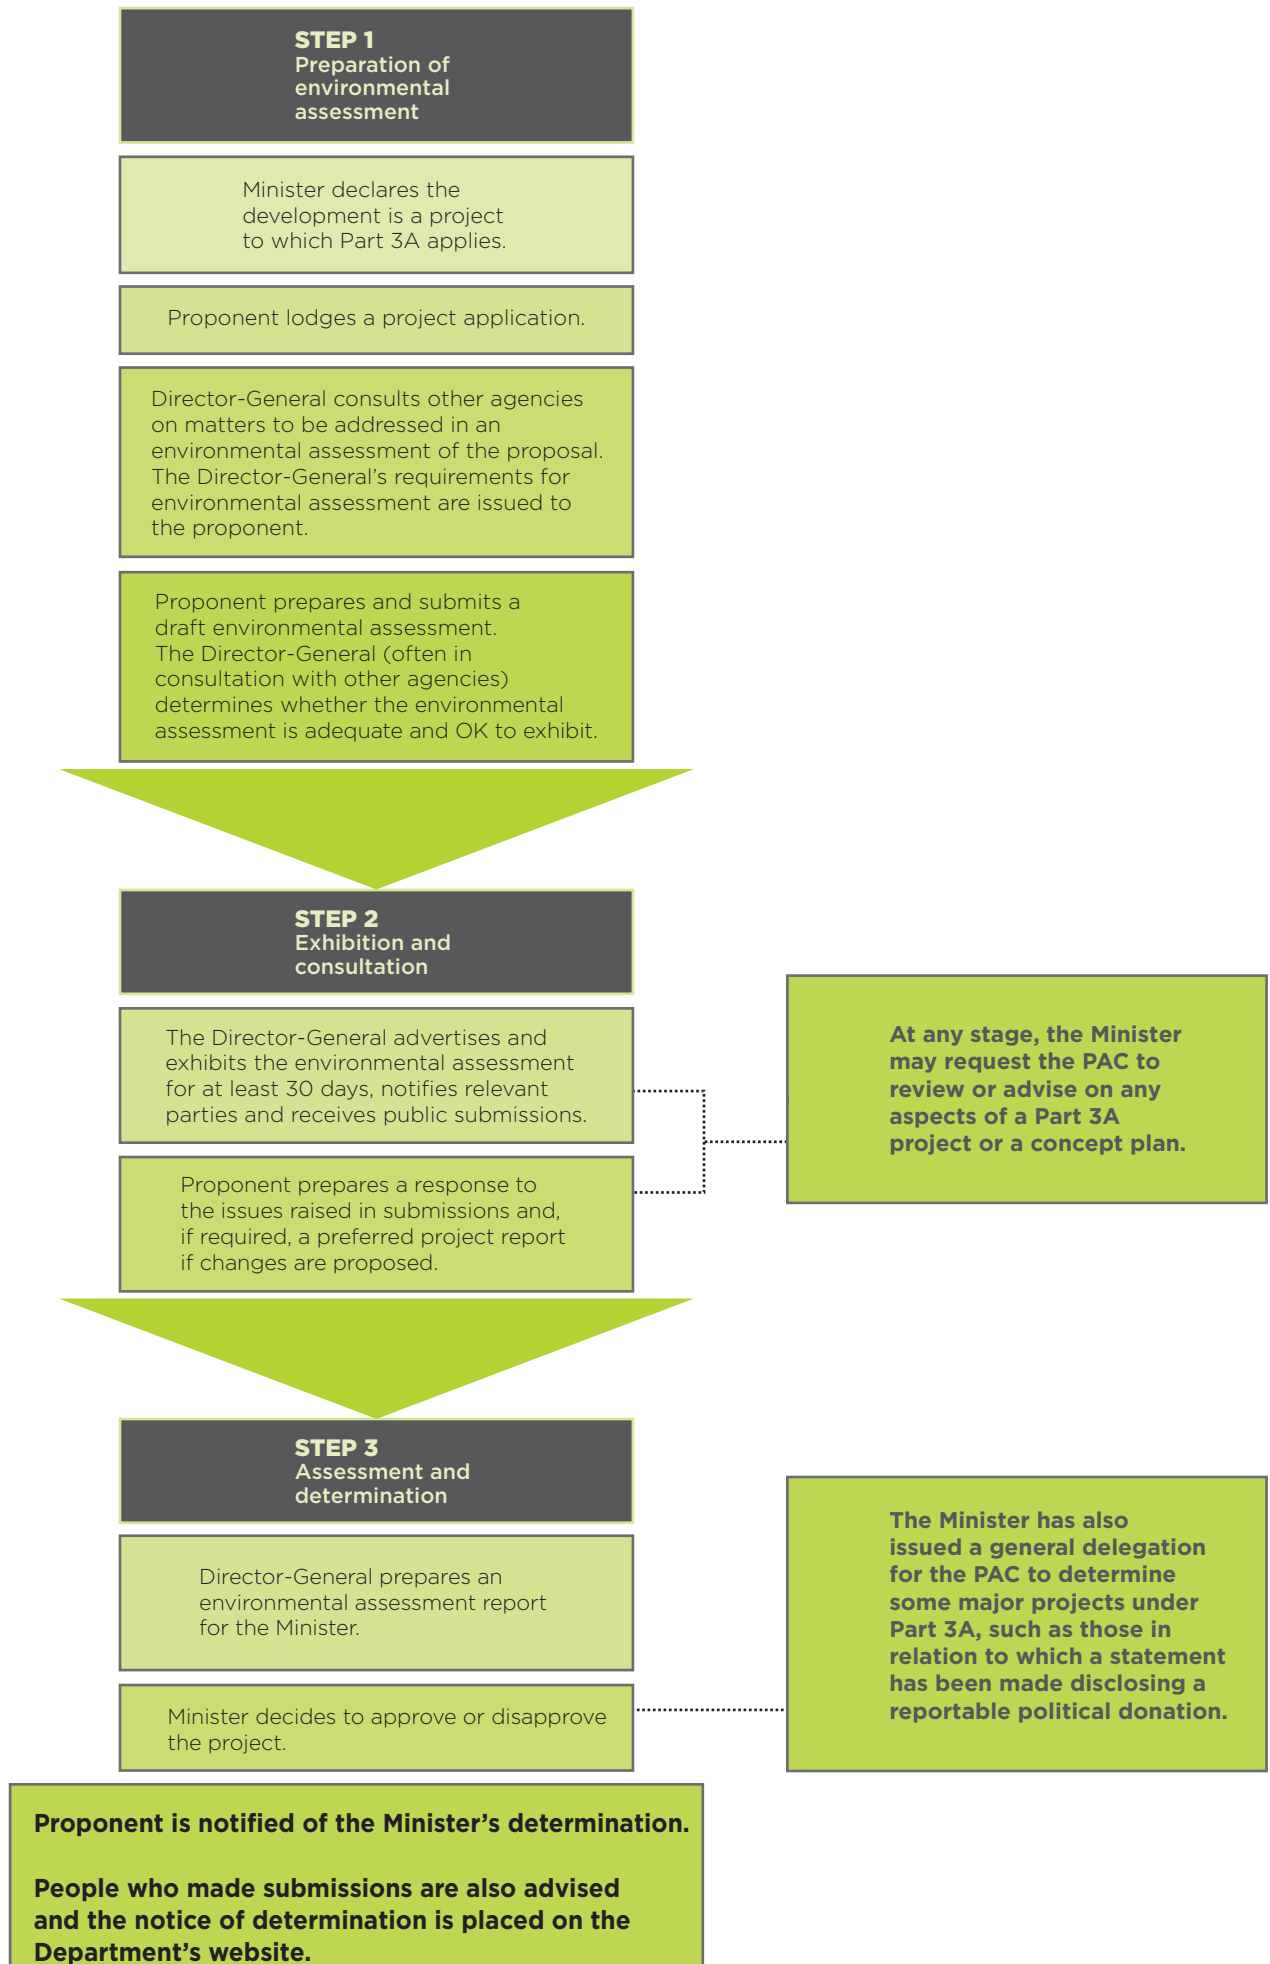 STEP 1
Preparation of
environmental
assessment
Minister declares the
development is a project
to which Part 3A applies.
Proponent lodges a project application.
Director-General consults other agencies
on matters to be addressed in an
environmental assessment of the proposal.
The Director-General’s requirements for
environmental assessment are issued to
the proponent.
Proponent prepares and submits a
draft environmental assessment.
The Director-General (often in
consultation with other agencies)
determines whether the environmental
assessment is adequate and OK to exhibit.
STEP 2
Exhibition and
consultation
The Director-General advertises and
exhibits the environmental assessment
for at least 30 days, notifies relevant
parties and receives public submissions.
Proponent prepares a response to
the issues raised in submissions and,
if required, a preferred project report
if changes are proposed.
At any stage, the Minister
may request the PAC to
review or advise on any
aspects of a Part 3A
project or a concept plan.
STEP 3
Assessment and
determination
Director-General prepares an
environmental assessment report
for the Minister.
Minister decides to approve or disapprove
the project.
The Minister has also
issued a general delegation
for the PAC to determine
some major projects under
Part 3A, such as those in
relation to which a statement
has been made disclosing a
reportable political donation.
Proponent is notified of the Minister’s determination.
People who made submissions are also advised
and the notice of determination is placed on the
Department’s website.